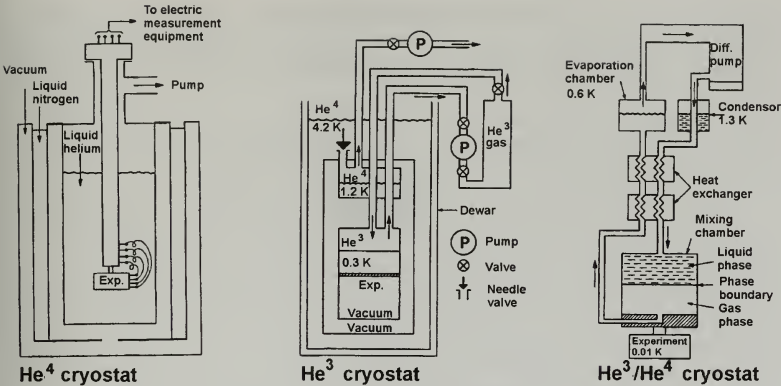 To electric
measurement
equipment
Vacuum
Liquid
nitrogen
Pump
Liquid
helium
Exp.
He⁴ cryostat
P
He⁴
4.2 K
He³
gas
P
He⁴
1.2 K
Dewar
He³
0.3 K
Exp.
Vacuum
Vacuum
P Pump
Valve
Needle
valve
He³ cryostat
Evaporation
chamber
0.6 K
Diff.
pump
Condensor
1.3 K
Heat
exchanger
Mixing
chamber
Liquid
phase
Phase
boundary
Gas
phase
Experiment
0.01 K
He³/He⁴ cryostat